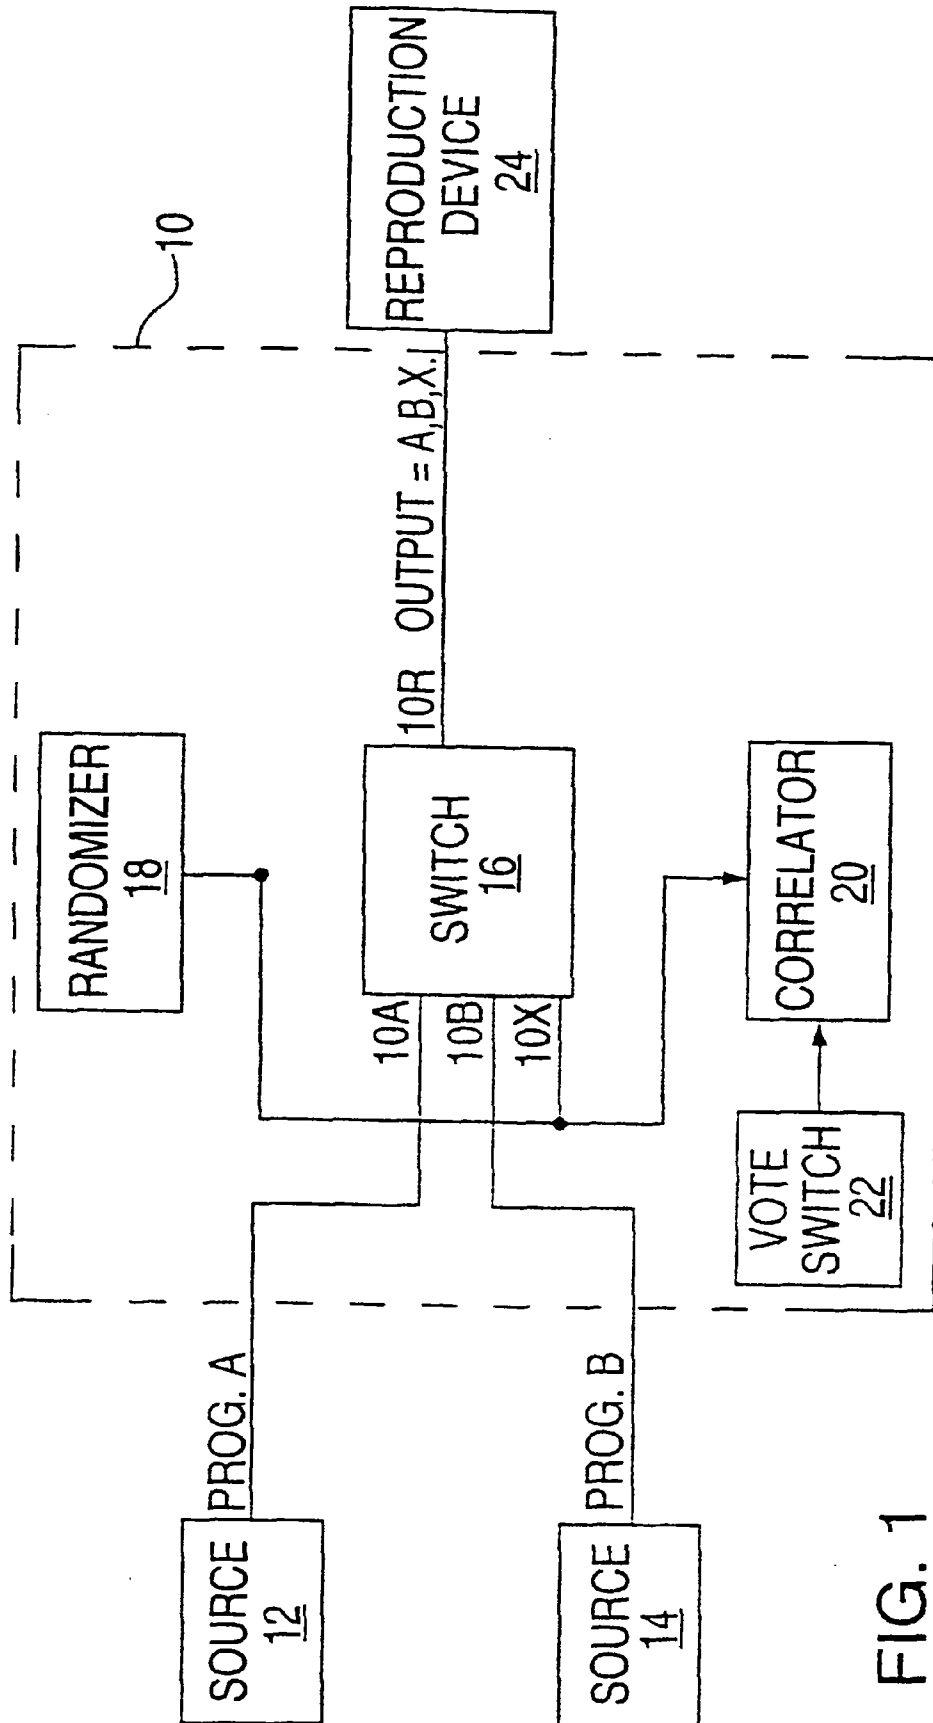 10
RANDOMIZER
18
SOURCE
12
PROG. A
10A
10B
10X
SWITCH
16
10R OUTPUT = A,B,X.
REPRODUCTION
DEVICE
24
SOURCE
14
PROG. B
VOTE
SWITCH
22
CORRELATOR
20
FIG. 1